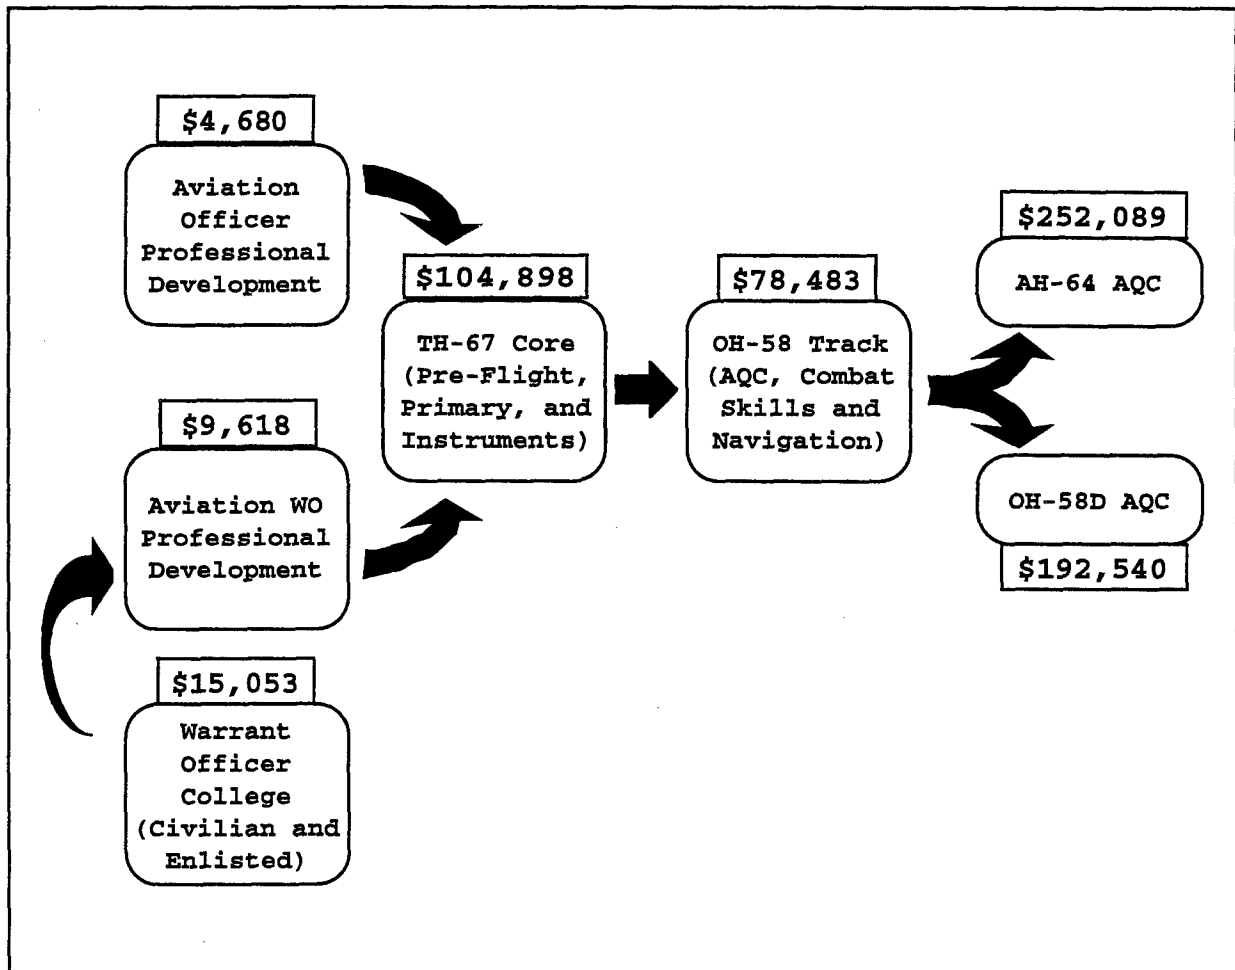 $4,680
Aviation
Officer
Professional
Development
$9,618
Aviation WO
Professional
Development
$15,053
Warrant
Officer
College
(Civilian and
Enlisted)
$104,898
TH-67 Core
(Pre-Flight,
Primary, and
Instruments)
$78,483
OH-58 Track
(AQC, Combat
Skills and
Navigation)
$252,089
AH-64 AQC
OH-58D AQC
$192,540